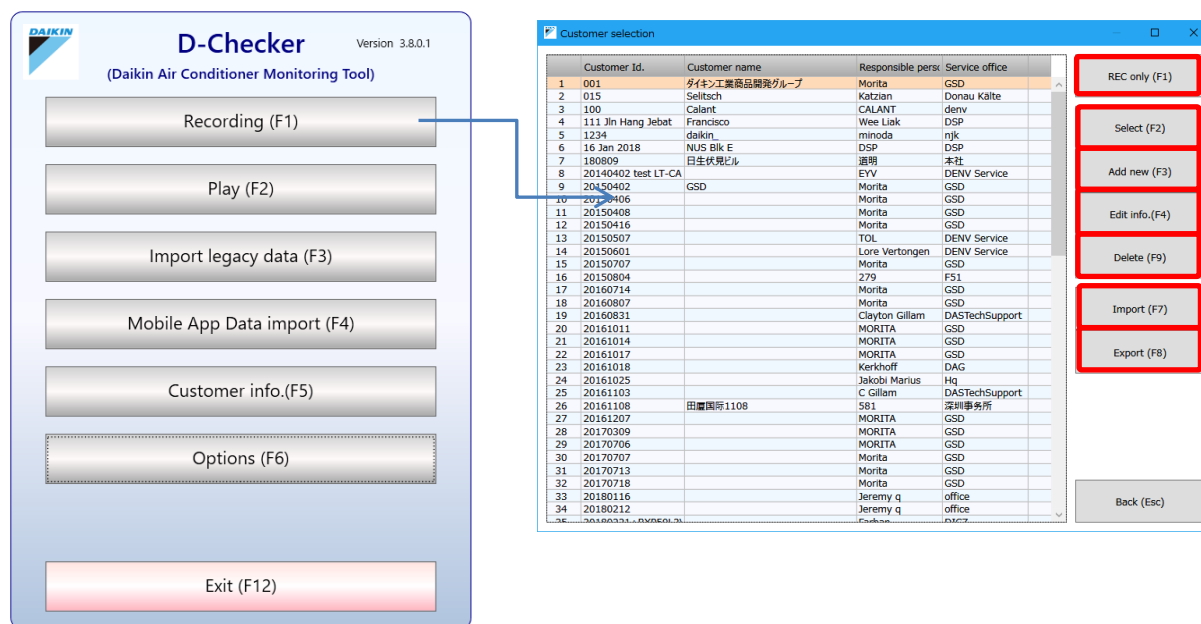 DAIKIN
D-Checker
Version 3.8.0.1
(Daikin Air Conditioner Monitoring Tool)
Recording (F1)
Play (F2)
Import legacy data (F3)
Mobile App Data import (F4)
Customer info.(F5)
Options (F6)
Exit (F12)
Customer selection
Customer Id. Customer name Responsible persc Service office
1 001 ダイキン工業商品開発グループ Morita GSD
2 015 Selitsch Katzian Donau Kälte
3 100 Calant CALANT denv
4 111 Jln Hang Jebat Francisco Wee Liak DSP
5 1234 daikin_ minoda njk
6 16 Jan 2018 NUS Blk E DSP DSP
7 180809 日生伏見ビル 道明 本社
8 20140402 test LT-CA EYV DENV Service
9 20150402 GSD Morita GSD
10 20150406 Morita GSD
11 20150408 Morita GSD
12 20150416 Morita GSD
13 20150507 TOL DENV Service
14 20150601 Lore Vertongen DENV Service
15 20150707 Morita GSD
16 20150804 279 F51
17 20160714 Morita GSD
18 20160807 Morita GSD
19 20160831 Clayton Gillam DASTechSupport
20 20161011 MORITA GSD
21 20161014 MORITA GSD
22 20161017 MORITA GSD
23 20161018 Kerkhoff DAG
24 20161025 Jakobi Marius Hq
25 20161103 C Gillam DASTechSupport
26 20161108 田厦国际1108 581 深圳事务所
27 20161207 MORITA GSD
28 20170309 MORITA GSD
29 20170706 MORITA GSD
30 20170707 Morita GSD
31 20170713 Morita GSD
32 20170718 Morita GSD
33 20180116 Jeremy q office
34 20180212 Jeremy q office
REC only (F1)
Select (F2)
Add new (F3)
Edit info.(F4)
Delete (F9)
Import (F7)
Export (F8)
Back (Esc)